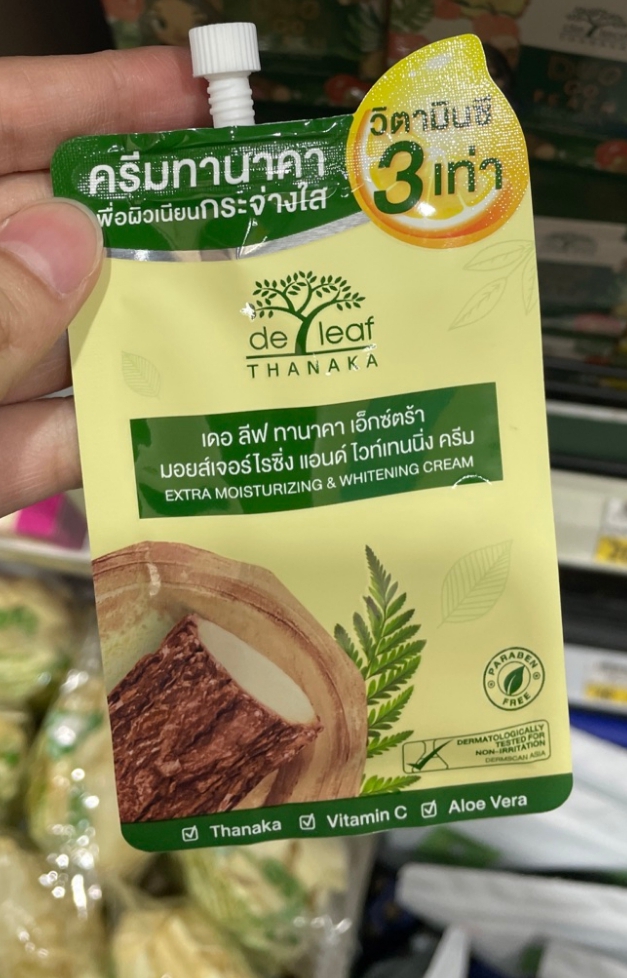 ครีมทานาคา
เพื่อผิวเนียนกระจ่างใส
วิตามินซี
3เท่า
de leaf
THANAKA
เดอ ลีฟ ทานาคา เอ็กซ์ตร้า
มอยส์เจอร์ไรซิ่ง แอนด์ ไวท์เทนนิ่ง ครีม
EXTRA MOISTURIZING & WHITENING CREAM
PARABEN
FREE
DERMATOLOGICALLY
TESTED FOR
NON-IRRITATION
DERMSCAN ASIA
Thanaka Vitamin C Aloe Vera
THANAKA